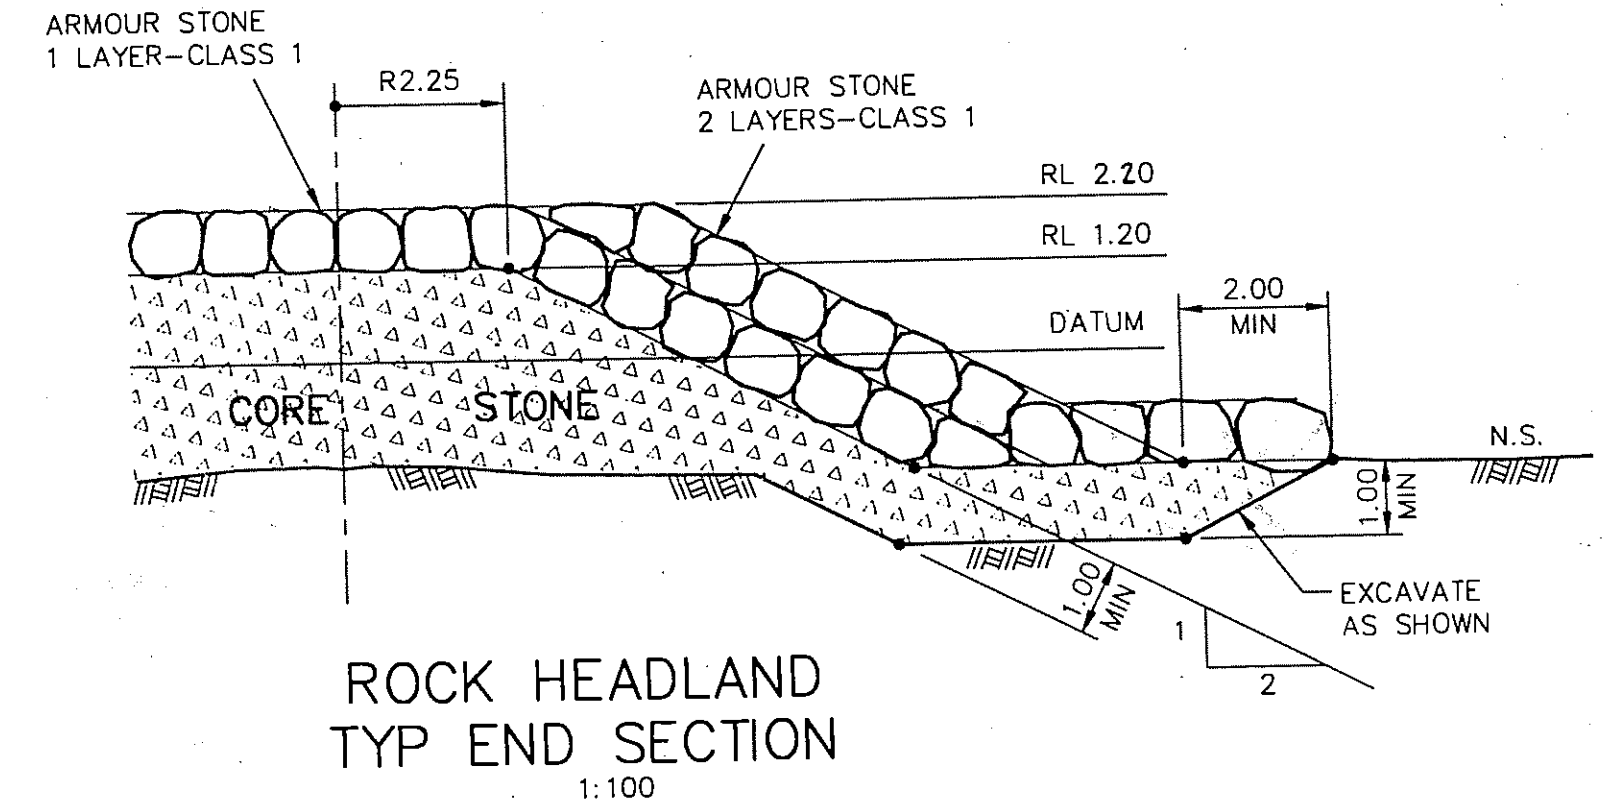 ARMOUR STONE
1 LAYER-CLASS 1
R2.25
ARMOUR STONE
2 LAYERS-CLASS 1
RL 2.20
RL 1.20
DATUM
2.00
MIN
CORE STONE
N.S.
1.00
MIN
1.00
MIN
EXCAVATE
AS SHOWN
1
2
ROCK HEADLAND
TYP END SECTION
1:100